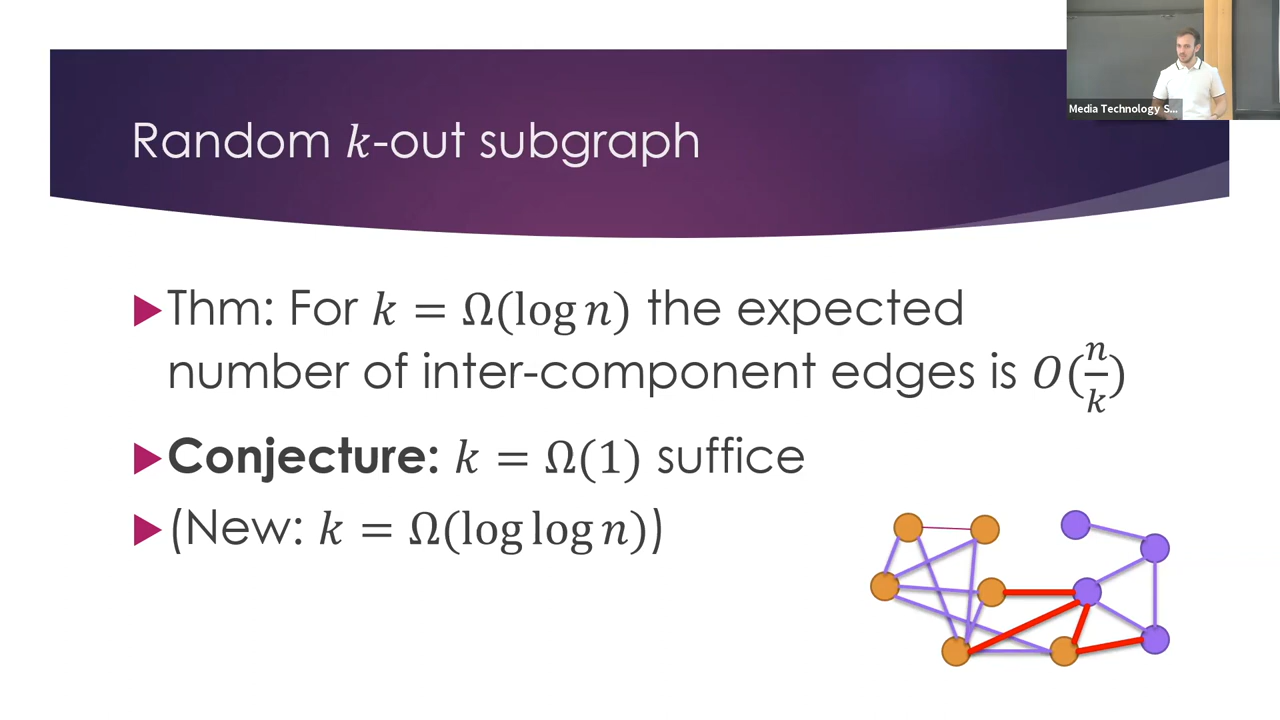 Media Technology S...
Random k-out subgraph
Thm: For k = Ω(log n) the expected
number of inter-component edges is O(n/k)
Conjecture: k = Ω(1) suffice
(New: k = Ω(log log n))